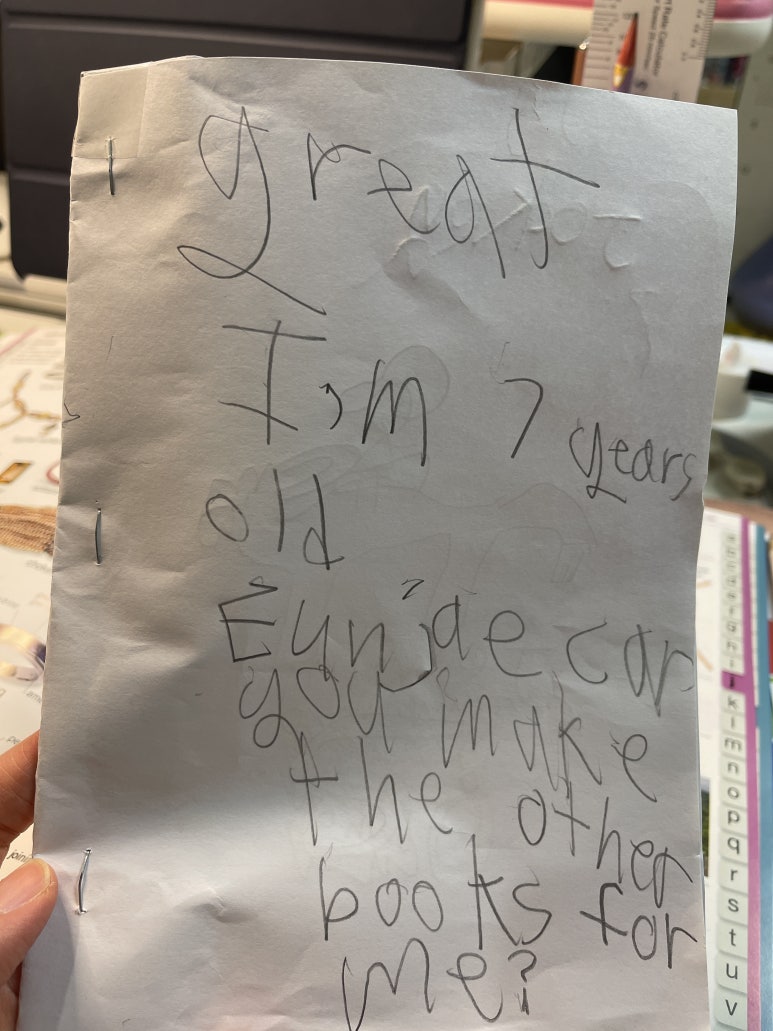 great
I'm 7 years
old
Eunjae can
you make
the other
books for
me?
j
k
l
m
n
o
p
q
r
s
t
u
v